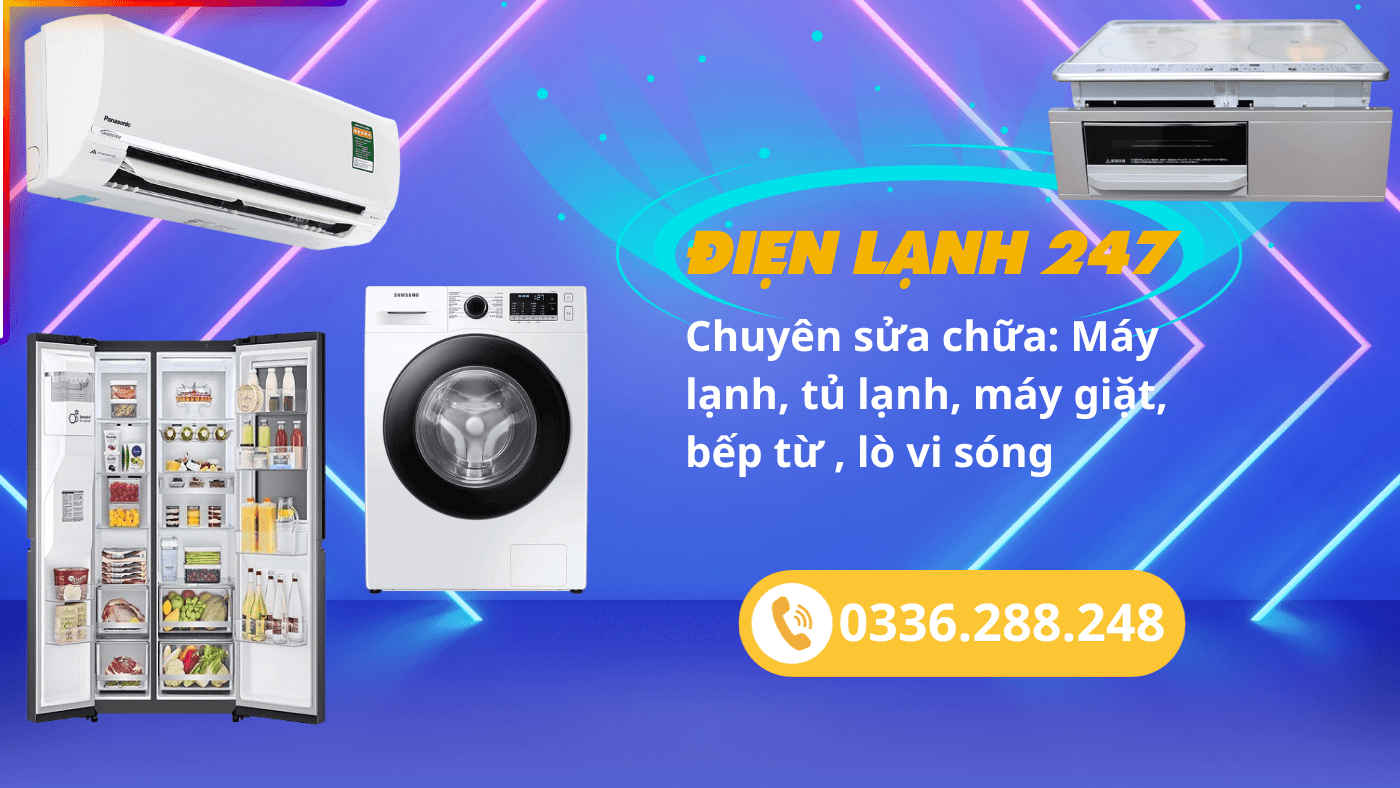 Panasonic
SAMSUNG
ĐIỆN LẠNH 247
Chuyên sửa chữa: Máy
lạnh, tủ lạnh, máy giặt,
bếp từ , lò vi sóng
0336.288.248